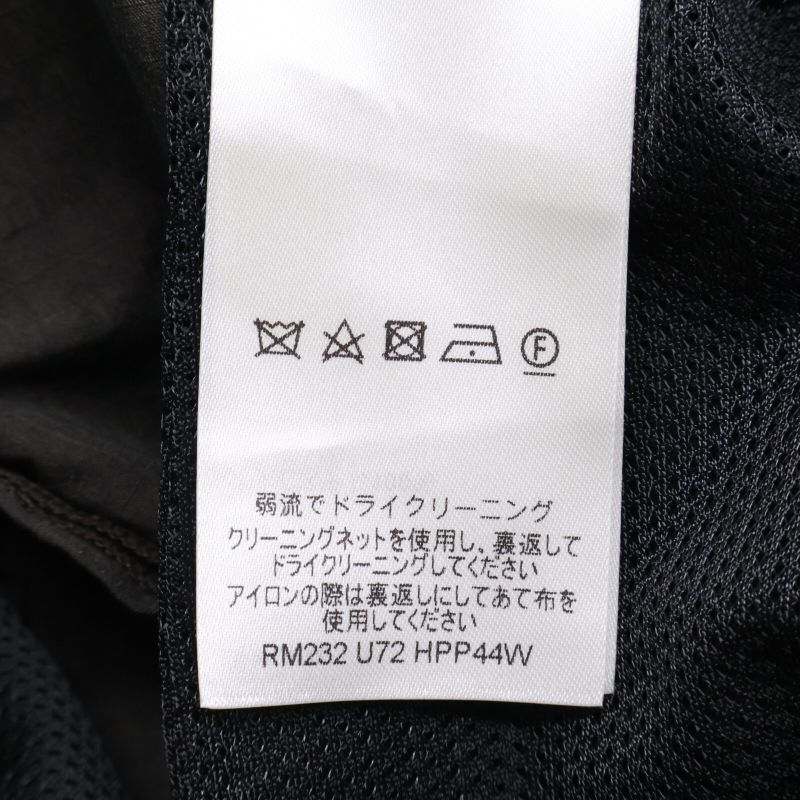 F
弱流でドライクリーニング
クリーニングネットを使用し、裏返して
ドライクリーニングしてください
アイロンの際は裏返しにしてあて布を
使用してください
RM232 U72 HPP44W